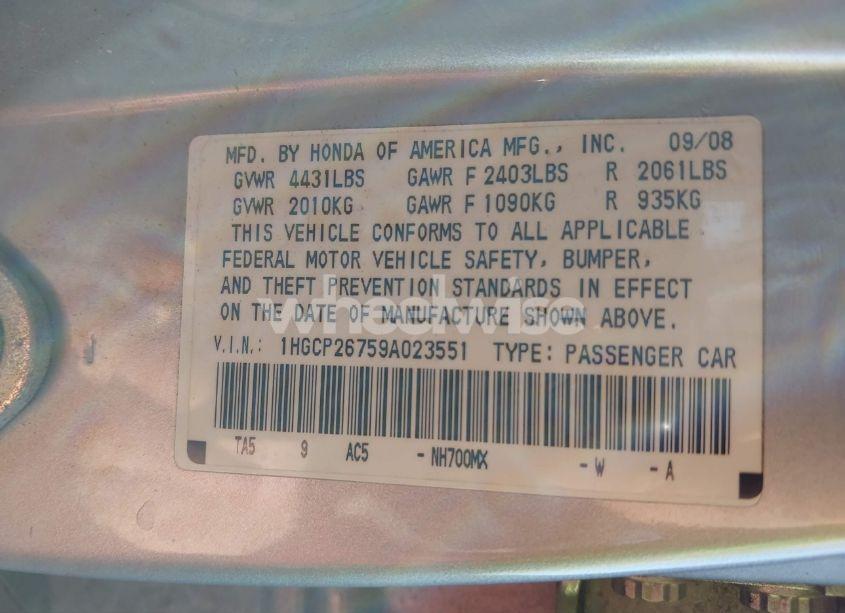 MFD. BY HONDA OF AMERICA MFG., INC. 09/08
GVWR 4431LBS GAWR F 2403LBS R 2061LBS
GVWR 2010KG GAWR F 1090KG R 935KG
THIS VEHICLE CONFORMS TO ALL APPLICABLE
FEDERAL MOTOR VEHICLE SAFETY, BUMPER,
AND THEFT PREVENTION STANDARDS IN EFFECT
ON THE DATE OF MANUFACTURE SHOWN ABOVE.
wheelwise
V.I.N.: 1HGCP26759A023551 TYPE: PASSENGER CAR
TA5 9 AC5 -NH700MX -W -A